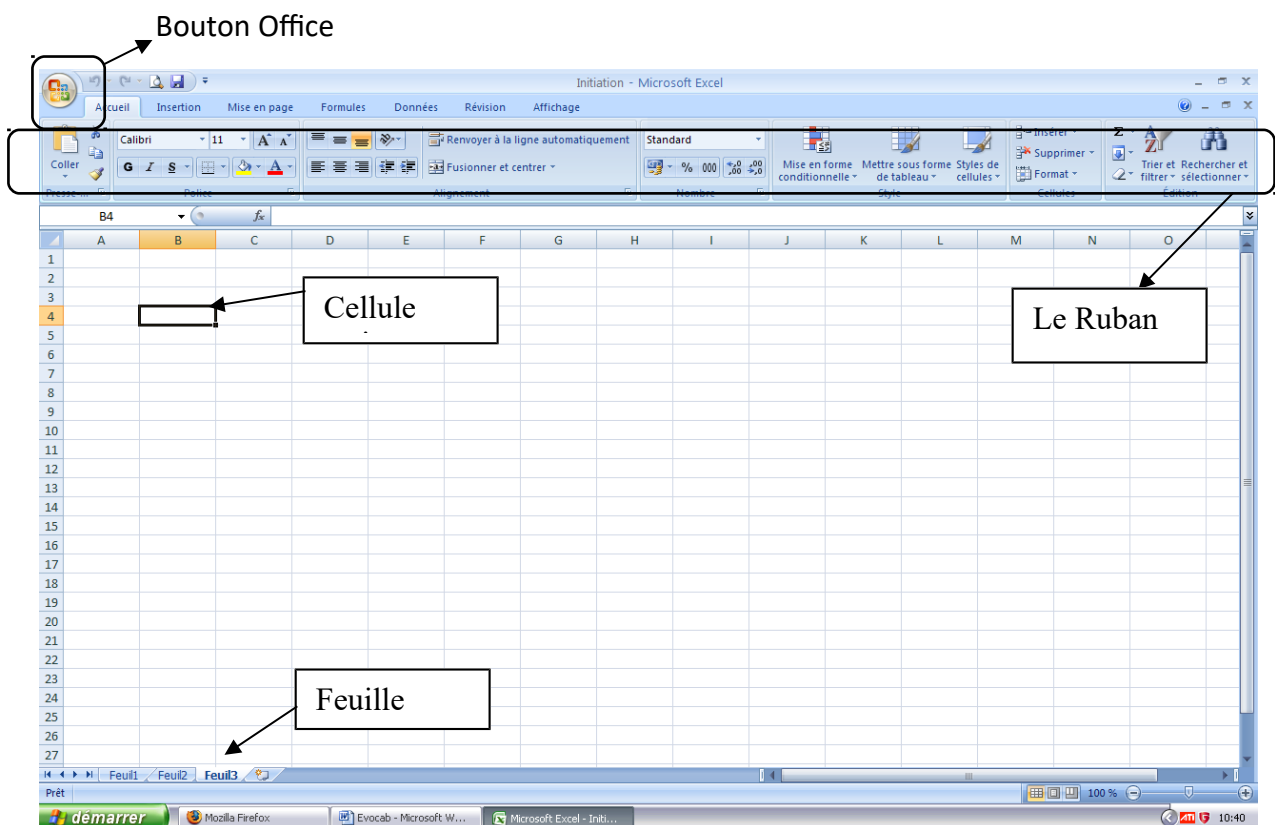 Bouton Office
Initiation - Microsoft Excel
Accueil Insertion Mise en page Formules Données Révision Affichage
Calibri 11 Renvoyer à la ligne automatiquement Standard Insérer Σ
Coller G I S Fusionner et centrer % 000 Mise en forme conditionnelle Mettre sous forme de tableau Styles de cellules Supprimer Format Trier et filtrer Rechercher et sélectionner
Presse-... Police Alignement Nombre Style Cellules Édition
B4 fx
A B C D E F G H I J K L M N O
1
2
3
4
5
6
7
8
9
10
11
12
13
14
15
16
17
18
19
20
21
22
23
24
25
26
27
Cellule
Le Ruban
Feuille
Feuil1 Feuil2 Feuil3
Prêt 100 %
démarrer Mozilla Firefox Evocab - Microsoft W... Microsoft Excel - Initi... ATI 10:40